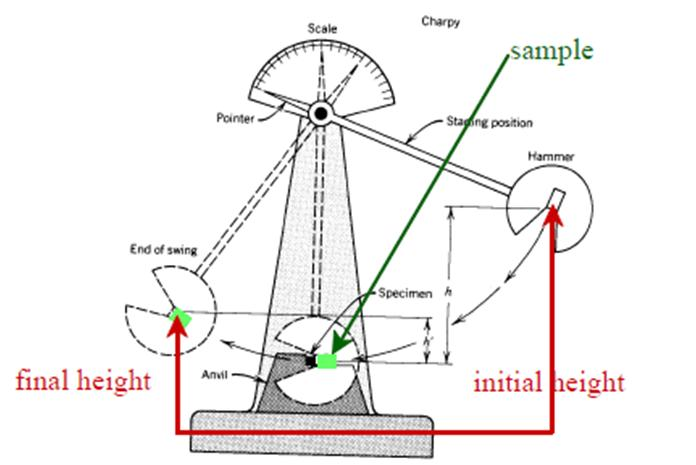 Charpy
Scale
sample
Pointer
Starting position
Hammer
End of swing
Specimen
h
h'
Anvil
final height
initial height